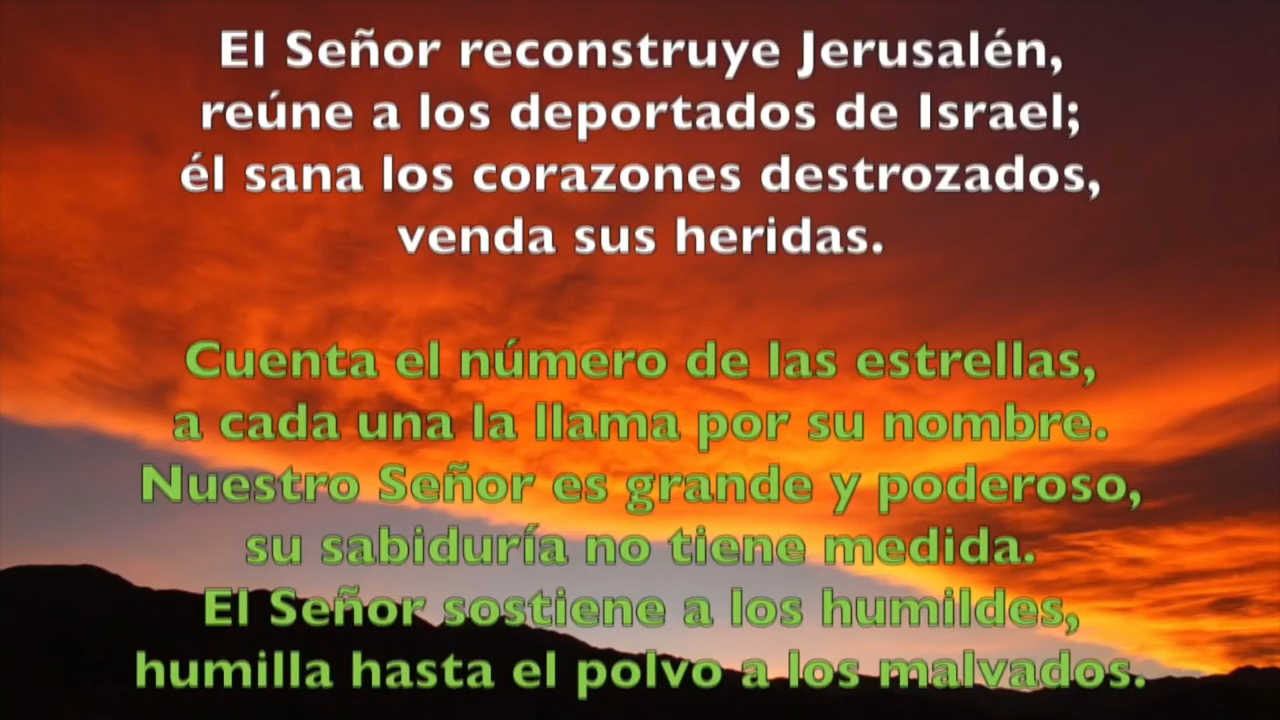 El Señor reconstruye Jerusalén,
reúne a los deportados de Israel;
él sana los corazones destrozados,
venda sus heridas.
Cuenta el número de las estrellas,
a cada una la llama por su nombre.
Nuestro Señor es grande y poderoso,
su sabiduría no tiene medida.
El Señor sostiene a los humildes,
humilla hasta el polvo a los malvados.